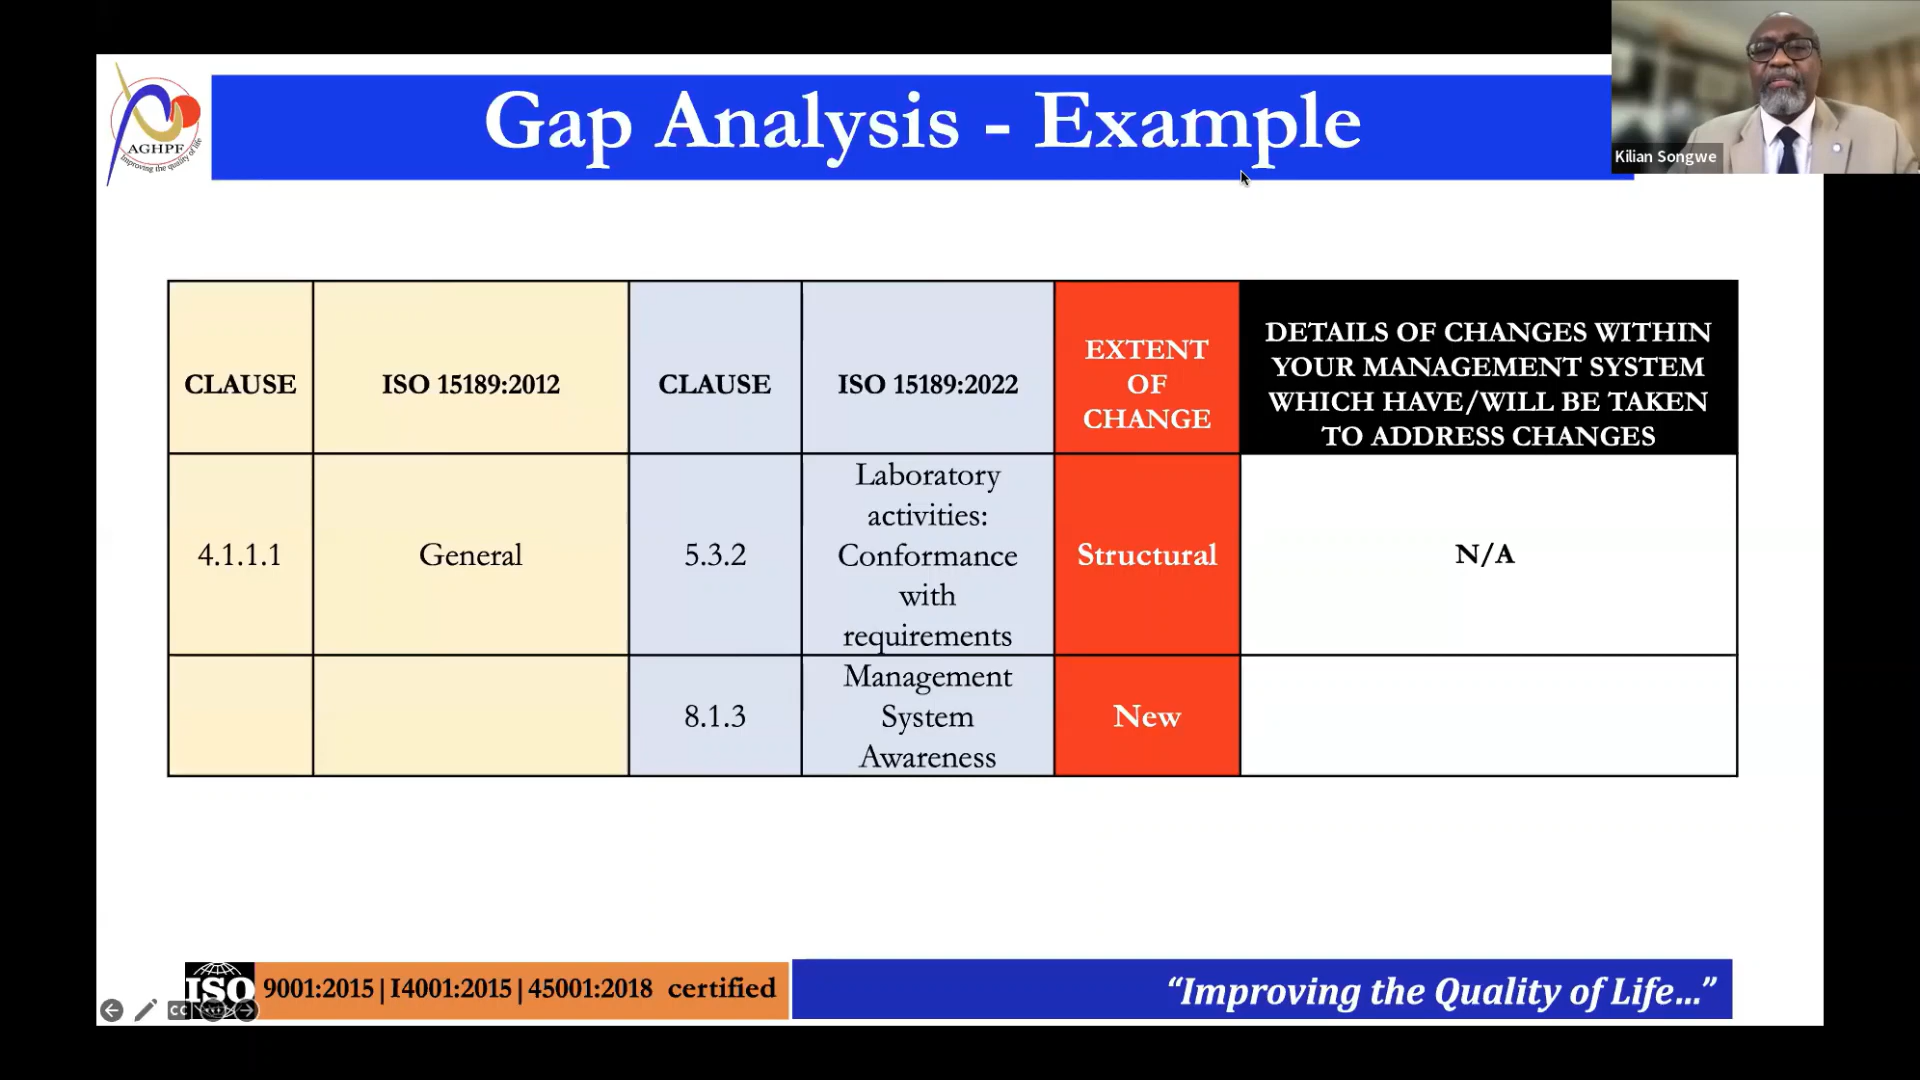 Gap Analysis - Example
AGHPF
Improving the quality of life
Kilian Songwe
CLAUSE
ISO 15189:2012
CLAUSE
ISO 15189:2022
EXTENT
OF
CHANGE
DETAILS OF CHANGES WITHIN
YOUR MANAGEMENT SYSTEM
WHICH HAVE/WILL BE TAKEN
TO ADDRESS CHANGES
4.1.1.1
General
5.3.2
Laboratory
activities:
Conformance
with
requirements
Structural
N/A
8.1.3
Management
System
Awareness
New
ISO
9001:2015 | I4001:2015 | 45001:2018 certified
CC
“Improving the Quality of Life...”